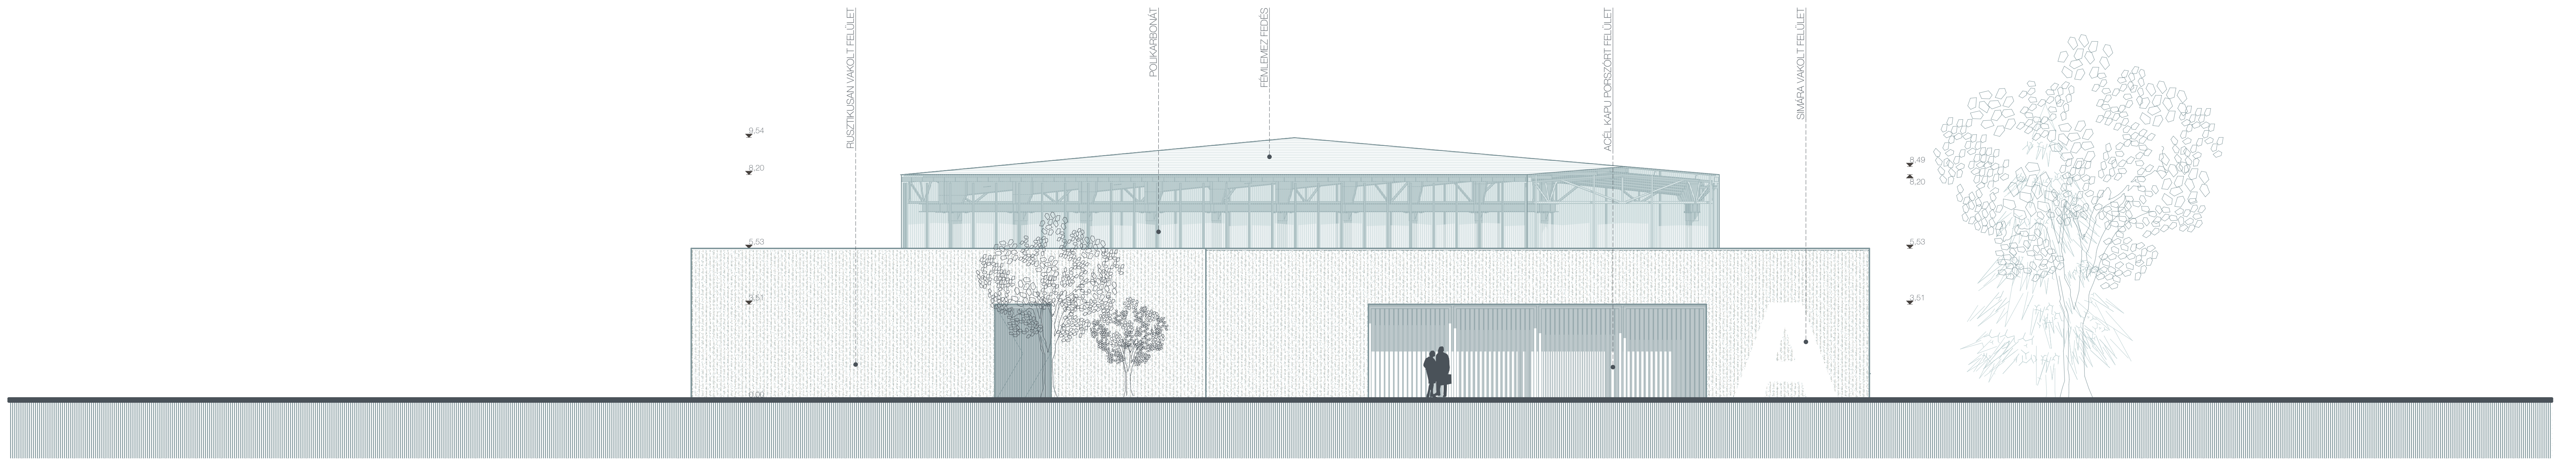 RUSZTIKUSAN VAKOLT FELÜLET
POLIKARBONÁT
FÉMLEMEZ FEDÉS
ACÉL KAPU PORSZÓRT FELÜLET
SIMÁRA VAKOLT FELÜLET
9,54
8,20
5,53
3,51
0,00
8,49
8,20
5,53
3,51
A